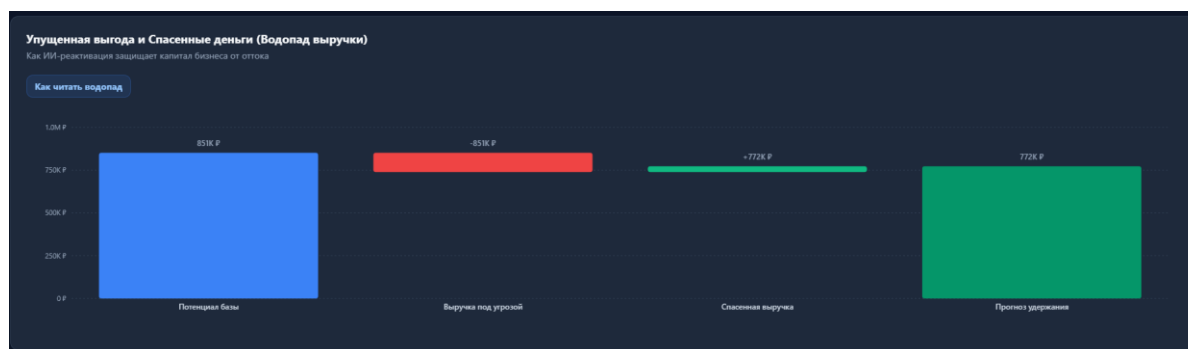 Упущенная выгода и Спасенные деньги (Водопад выручки)
Как ИИ-реактивация защищает капитал бизнеса от оттока
Как читать водопад
1.0M ₽
851K ₽
-851K ₽
+772K ₽
772K ₽
750K ₽
500K ₽
250K ₽
0 ₽
Потенциал базы
Выручка под угрозой
Спасенная выручка
Прогноз удержания